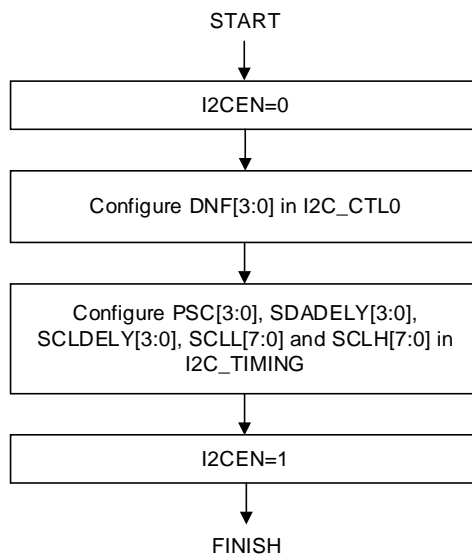 START
I2CEN=0
Configure DNF[3:0] in I2C_CTL0
Configure PSC[3:0], SDADELY[3:0],
SCLDELY[3:0], SCLL[7:0] and SCLH[7:0] in
I2C_TIMING
I2CEN=1
FINISH